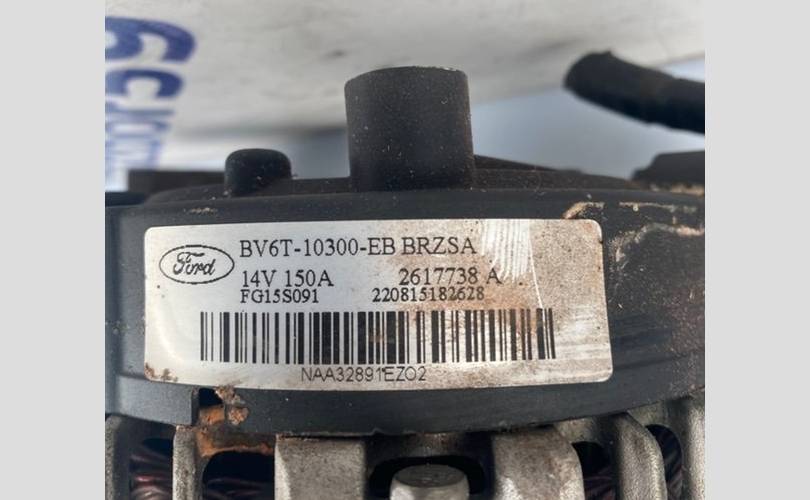 Ford
BV6T-10300-EB BRZSA
14V 150A 2617738 A
FG15S091 220815182628
NAA32891EZ02